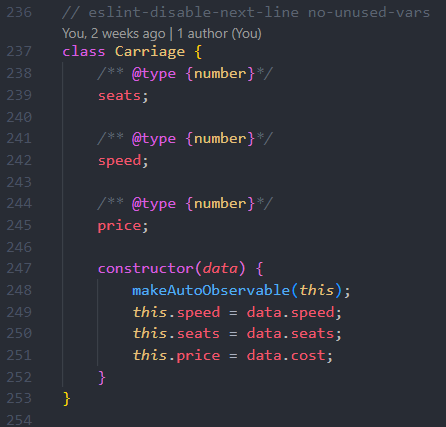 236 // eslint-disable-next-line no-unused-vars
You, 2 weeks ago | 1 author (You)
237 class Carriage {
238 /** @type {number}*/
239 seats;
240
241 /** @type {number}*/
242 speed;
243
244 /** @type {number}*/
245 price;
246
247 constructor(data) {
248 makeAutoObservable(this);
249 this.speed = data.speed;
250 this.seats = data.seats;
251 this.price = data.cost;
252 }
253 }
254